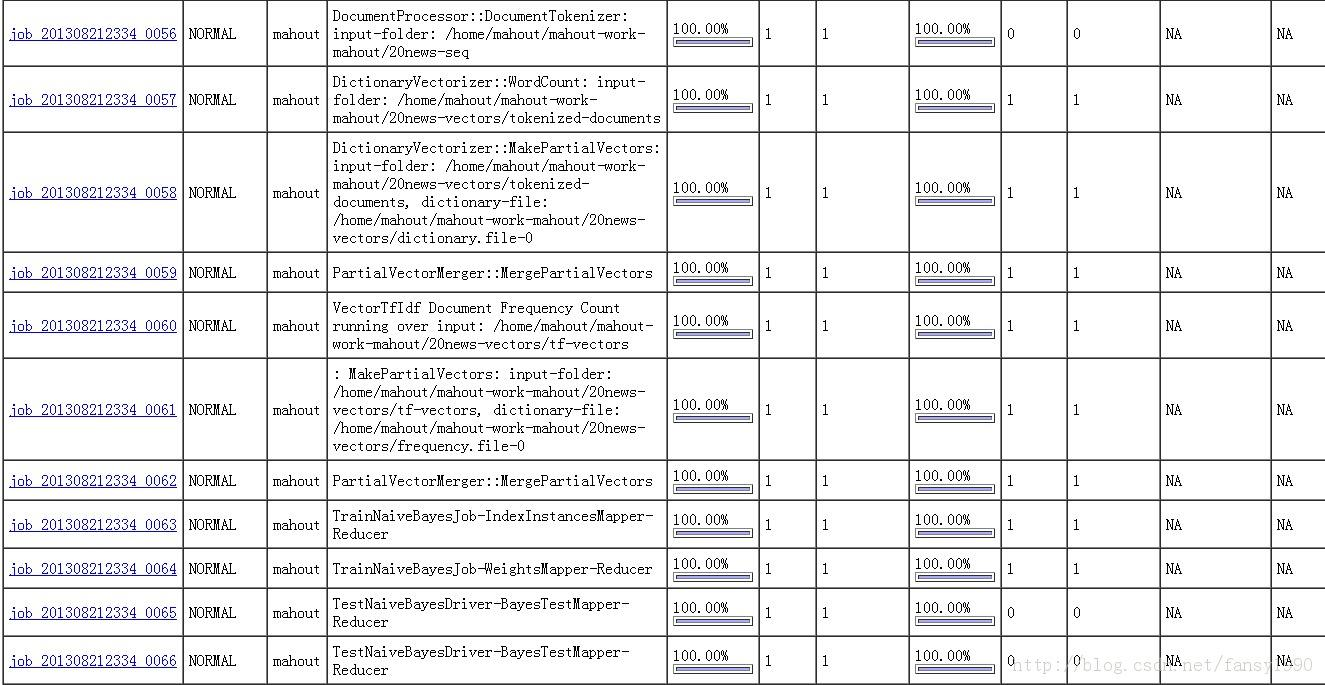 job_201308212334_0056 NORMAL mahout DocumentProcessor::DocumentTokenizer: 100.00% 1 1 100.00% 0 0 NA NA
input-folder: /home/mahout/mahout-work-
mahout/20news-seq
job_201308212334_0057 NORMAL mahout DictionaryVectorizer::WordCount: input- 100.00% 1 1 100.00% 1 1 NA NA
folder: /home/mahout/mahout-work-
mahout/20news-vectors/tokenized-documents
job_201308212334_0058 NORMAL mahout DictionaryVectorizer::MakePartialVectors: 100.00% 1 1 100.00% 1 1 NA NA
input-folder: /home/mahout/mahout-work-
mahout/20news-vectors/tokenized-
documents, dictionary-file:
/home/mahout/mahout-work-mahout/20news-
vectors/dictionary.file-0
job_201308212334_0059 NORMAL mahout PartialVectorMerger::MergePartialVectors 100.00% 1 1 100.00% 1 1 NA NA
job_201308212334_0060 NORMAL mahout VectorTfIdf Document Frequency Count 100.00% 1 1 100.00% 1 1 NA NA
running over input: /home/mahout/mahout-
work-mahout/20news-vectors/tf-vectors
job_201308212334_0061 NORMAL mahout : MakePartialVectors: input-folder: 100.00% 1 1 100.00% 1 1 NA NA
/home/mahout/mahout-work-mahout/20news-
vectors/tf-vectors, dictionary-file:
/home/mahout/mahout-work-mahout/20news-
vectors/frequency.file-0
job_201308212334_0062 NORMAL mahout PartialVectorMerger::MergePartialVectors 100.00% 1 1 100.00% 1 1 NA NA
job_201308212334_0063 NORMAL mahout TrainNaiveBayesJob-IndexInstancesMapper- 100.00% 1 1 100.00% 1 1 NA NA
Reducer
job_201308212334_0064 NORMAL mahout TrainNaiveBayesJob-WeightsMapper-Reducer 100.00% 1 1 100.00% 1 1 NA NA
job_201308212334_0065 NORMAL mahout TestNaiveBayesDriver-BayesTestMapper- 100.00% 1 1 100.00% 0 0 NA NA
Reducer
job_201308212334_0066 NORMAL mahout TestNaiveBayesDriver-BayesTestMapper- 100.00% 1 1 100.00% 0 0 NA NA
Reducer
http://blog.csdn.net/fansy1990